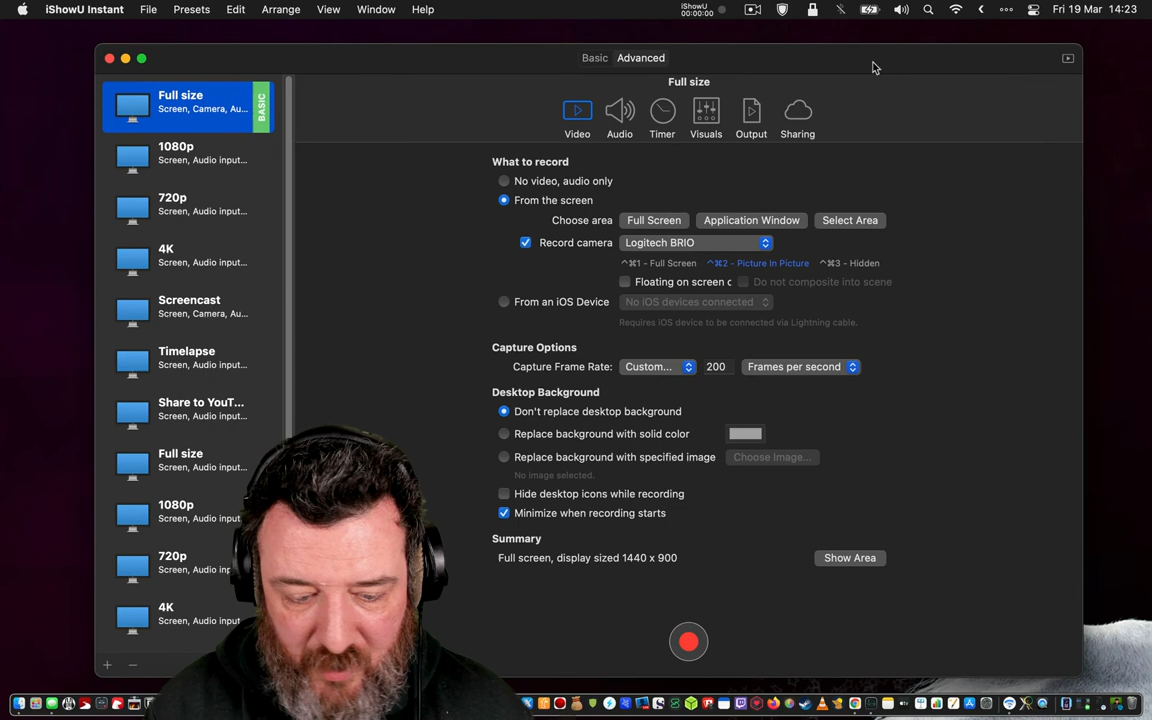 iShowU Instant File Presets Edit Arrange View Window Help
iShowU
00:00:00
Fri 19 Mar 14:23
Basic Advanced
Full size
Video Audio Timer Visuals Output Sharing
Full size
Screen, Camera, Au...
BASIC
1080p
Screen, Audio input...
720p
Screen, Audio input...
4K
Screen, Audio input...
Screencast
Screen, Camera, Au...
Timelapse
Screen, Audio input...
Share to YouT...
Screen, Audio input...
Full size
Screen, Audio input...
1080p
Screen, Audio input
720p
Screen, Audio inp
4K
Screen, Audio input
What to record
No video, audio only
From the screen
Choose area Full Screen Application Window Select Area
Record camera Logitech BRIO
^⌘1 - Full Screen ^⌘2 - Picture In Picture ^⌘3 - Hidden
Floating on screen c Do not composite into scene
From an iOS Device No iOS devices connected
Requires iOS device to be connected via Lightning cable.
Capture Options
Capture Frame Rate: Custom... 200 Frames per second
Desktop Background
Don't replace desktop background
Replace background with solid color
Replace background with specified image Choose Image...
No image selected.
Hide desktop icons while recording
Minimize when recording starts
Summary
Full screen, display sized 1440 x 900 Show Area